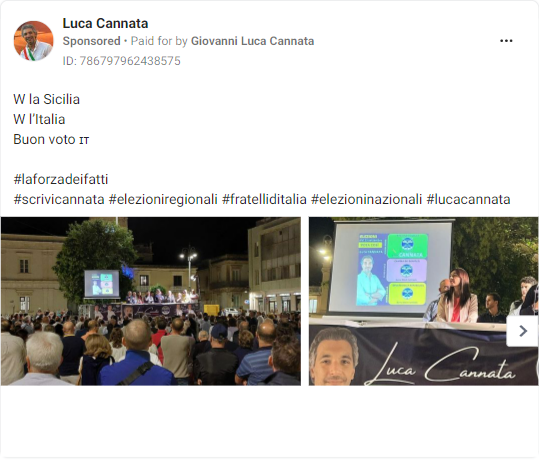 Luca Cannata
Sponsored • Paid for by Giovanni Luca Cannata
ID: 786797962438575
W la Sicilia
W l'Italia
Buon voto ɪᴛ
#laforzadeifatti
#scrivicannata #elezioniregionali #fratelliditalia #elezioninazionali #lucacannata
CANNATA
Luca Cannata